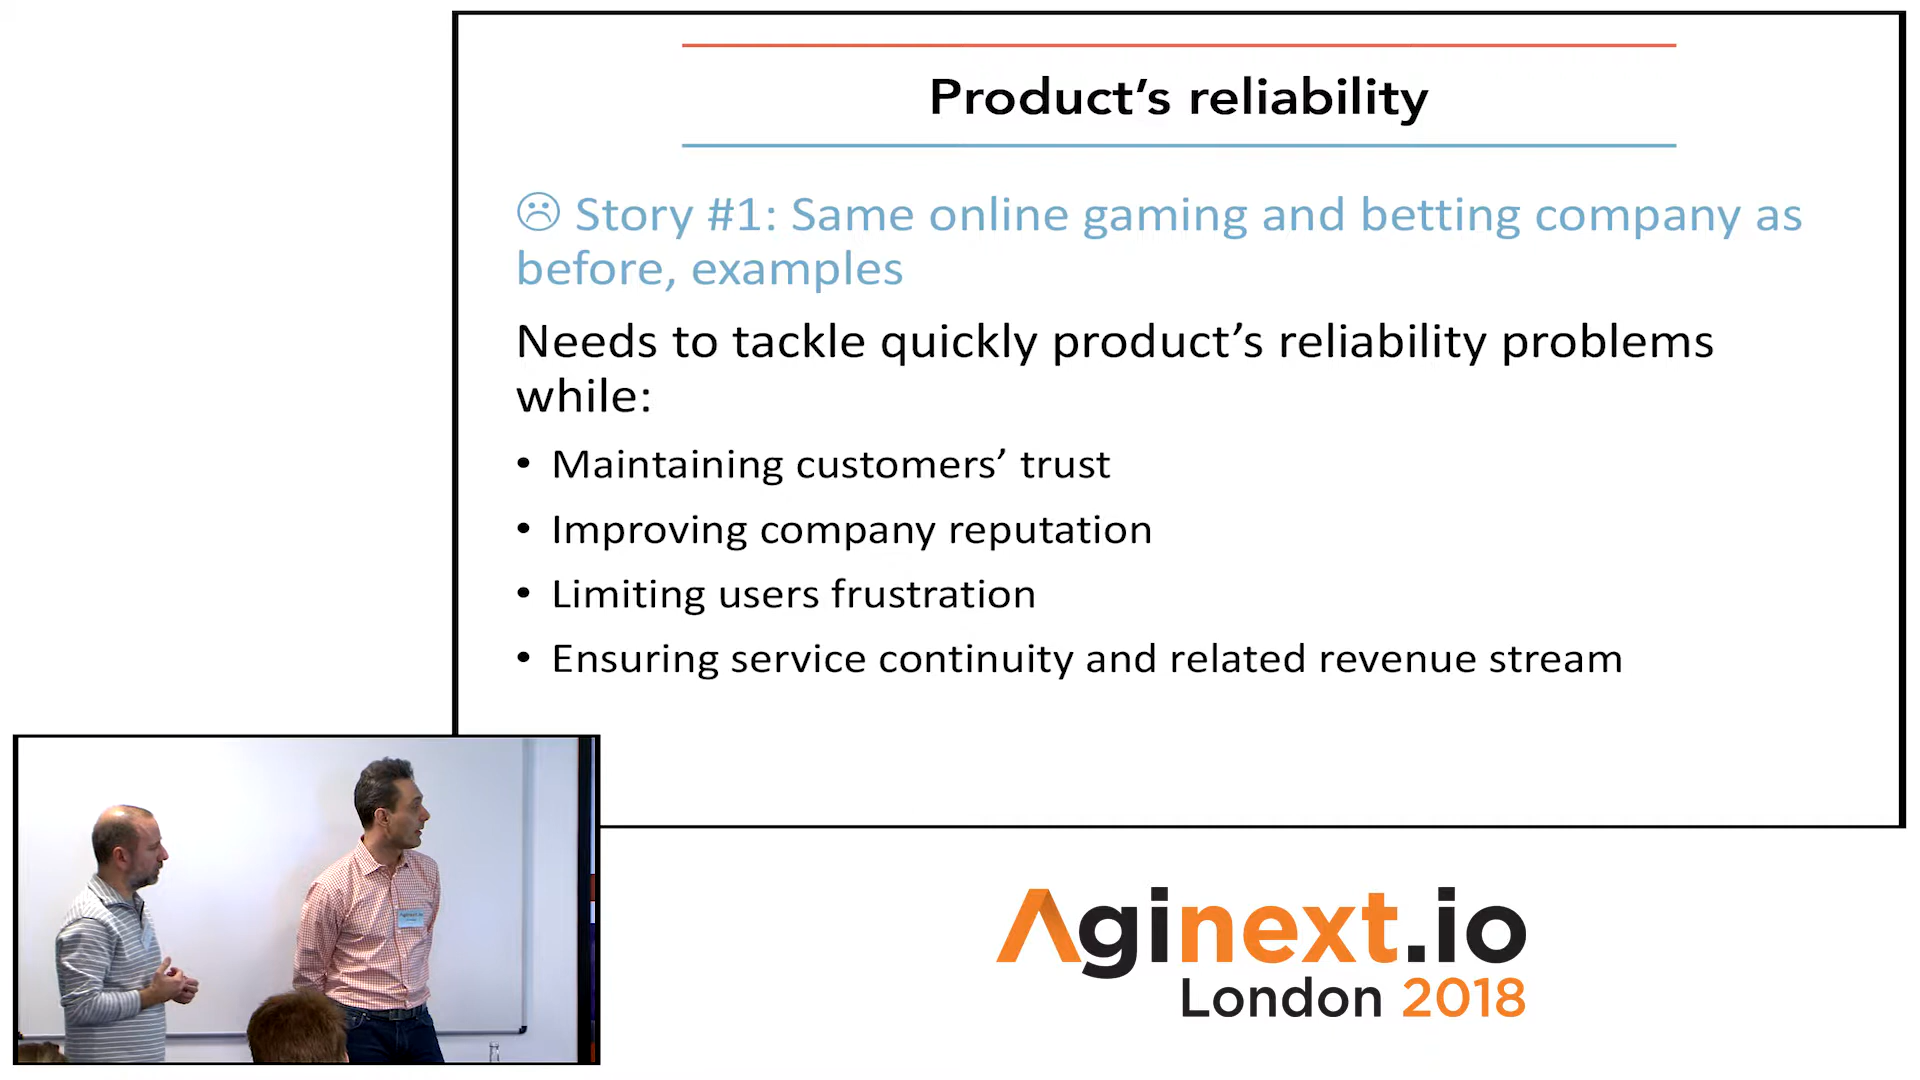 Product’s reliability
☹ Story #1: Same online gaming and betting company as
before, examples
Needs to tackle quickly product’s reliability problems
while:
• Maintaining customers’ trust
• Improving company reputation
• Limiting users frustration
• Ensuring service continuity and related revenue stream
Aginext.io
London 2018